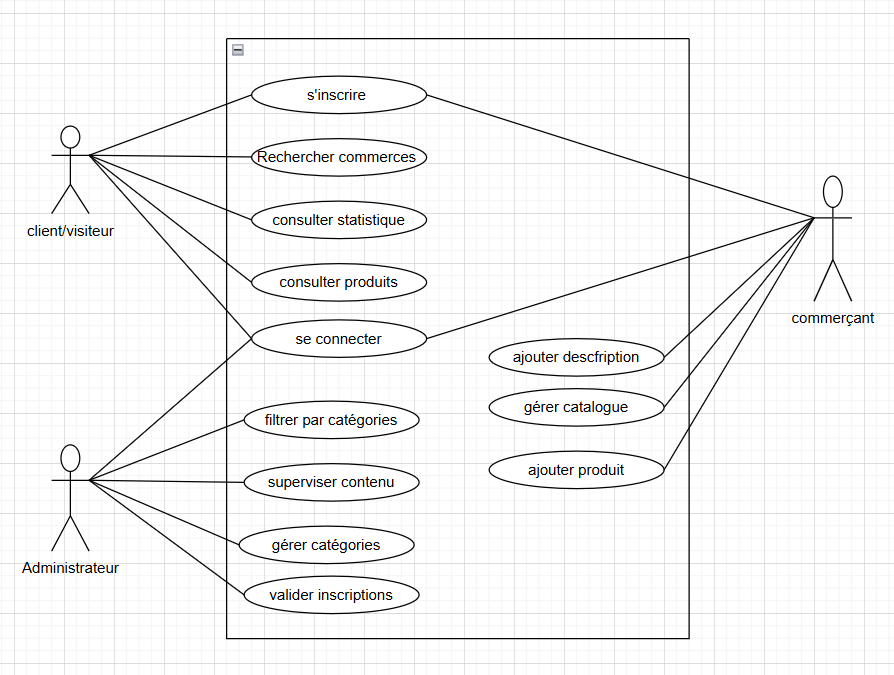 s'inscrire
Rechercher commerces
client/visiteur
consulter statistique
consulter produits
commerçant
se connecter
ajouter descfription
gérer catalogue
filtrer par catégories
ajouter produit
superviser contenu
gérer catégories
Administrateur
valider inscriptions